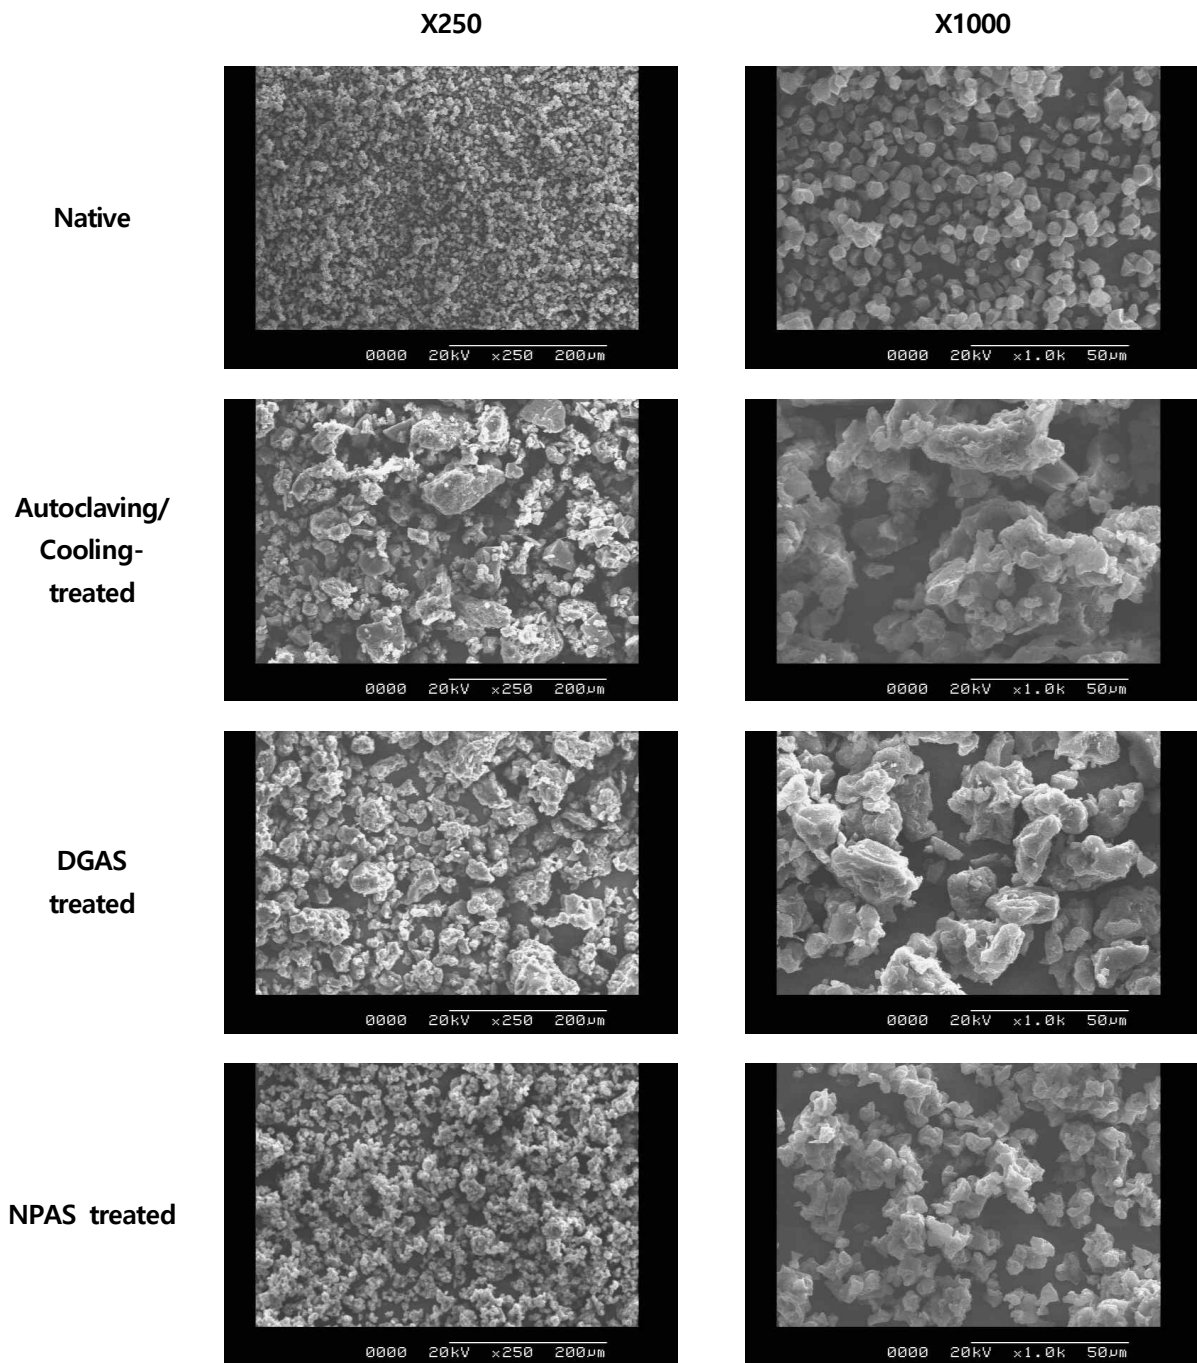 X250 X1000
Native
0000 20kV x250 200µm
0000 20kV x1.0k 50µm
Autoclaving/
Cooling-
treated
0000 20kV x250 200µm
0000 20kV x1.0k 50µm
DGAS
treated
0000 20kV x250 200µm
0000 20kV x1.0k 50µm
NPAS treated
0000 20kV x250 200µm
0000 20kV x1.0k 50µm